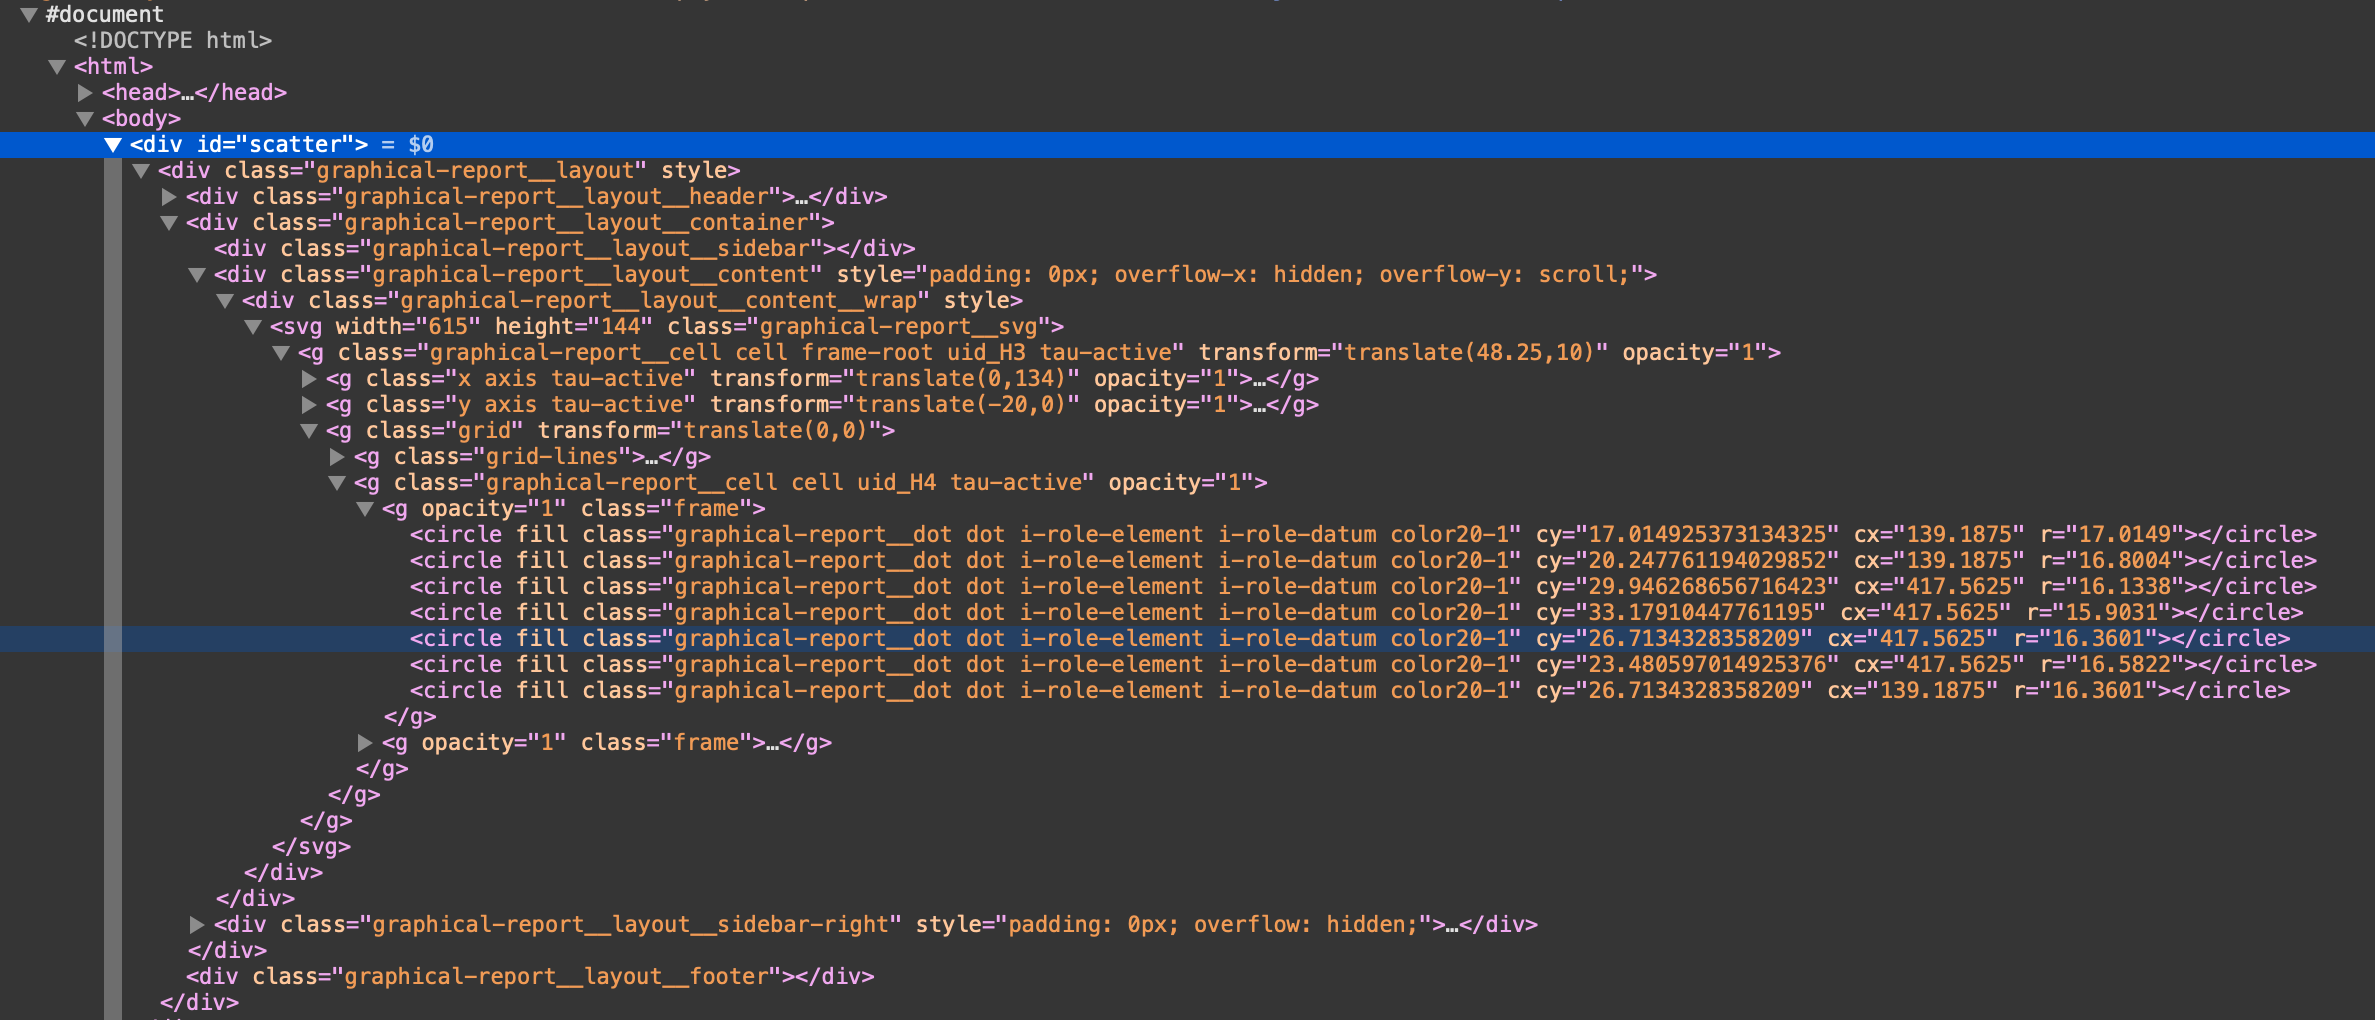 ▼ #document
<!DOCTYPE html>
▼ <html>
▶ <head>…</head>
▼ <body>
▼ <div id="scatter"> = $0
▼ <div class="graphical-report__layout" style>
▶ <div class="graphical-report__layout__header">…</div>
▼ <div class="graphical-report__layout__container">
<div class="graphical-report__layout__sidebar"></div>
▼ <div class="graphical-report__layout__content" style="padding: 0px; overflow-x: hidden; overflow-y: scroll;">
▼ <div class="graphical-report__layout__content__wrap" style>
▼ <svg width="615" height="144" class="graphical-report__svg">
▼ <g class="graphical-report__cell cell frame-root uid_H3 tau-active" transform="translate(48.25,10)" opacity="1">
▶ <g class="x axis tau-active" transform="translate(0,134)" opacity="1">…</g>
▶ <g class="y axis tau-active" transform="translate(-20,0)" opacity="1">…</g>
▼ <g class="grid" transform="translate(0,0)">
▶ <g class="grid-lines">…</g>
▼ <g class="graphical-report__cell cell uid_H4 tau-active" opacity="1">
▼ <g opacity="1" class="frame">
<circle fill class="graphical-report__dot dot i-role-element i-role-datum color20-1" cy="17.014925373134325" cx="139.1875" r="17.0149"></circle>
<circle fill class="graphical-report__dot dot i-role-element i-role-datum color20-1" cy="20.247761194029852" cx="139.1875" r="16.8004"></circle>
<circle fill class="graphical-report__dot dot i-role-element i-role-datum color20-1" cy="29.946268656716423" cx="417.5625" r="16.1338"></circle>
<circle fill class="graphical-report__dot dot i-role-element i-role-datum color20-1" cy="33.17910447761195" cx="417.5625" r="15.9031"></circle>
<circle fill class="graphical-report__dot dot i-role-element i-role-datum color20-1" cy="26.7134328358209" cx="417.5625" r="16.3601"></circle>
<circle fill class="graphical-report__dot dot i-role-element i-role-datum color20-1" cy="23.480597014925376" cx="417.5625" r="16.5822"></circle>
<circle fill class="graphical-report__dot dot i-role-element i-role-datum color20-1" cy="26.7134328358209" cx="139.1875" r="16.3601"></circle>
</g>
▶ <g opacity="1" class="frame">…</g>
</g>
</g>
</g>
</svg>
</div>
</div>
▶ <div class="graphical-report__layout__sidebar-right" style="padding: 0px; overflow: hidden;">…</div>
</div>
<div class="graphical-report__layout__footer"></div>
</div>